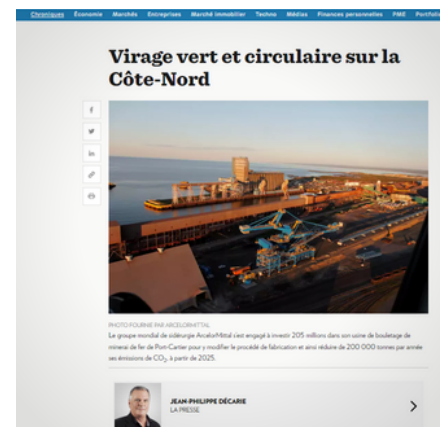 Chroniques Économie Marchés Entreprises Marché immobilier Techno Médias Finances personnelles PME Portfolio
Virage vert et circulaire sur la
Côte-Nord
f
in
PHOTO FOURNIE PAR ARCELORMITTAL
Le groupe mondial de sidérurgie ArcelorMittal s'est engagé à investir 205 millions dans son usine de bouletage de
minerai de fer de Port-Cartier pour y modifier le procédé de fabrication et ainsi réduire de 200 000 tonnes par année
ses émissions de CO2, à partir de 2025.
JEAN-PHILIPPE DÉCARIE
LA PRESSE